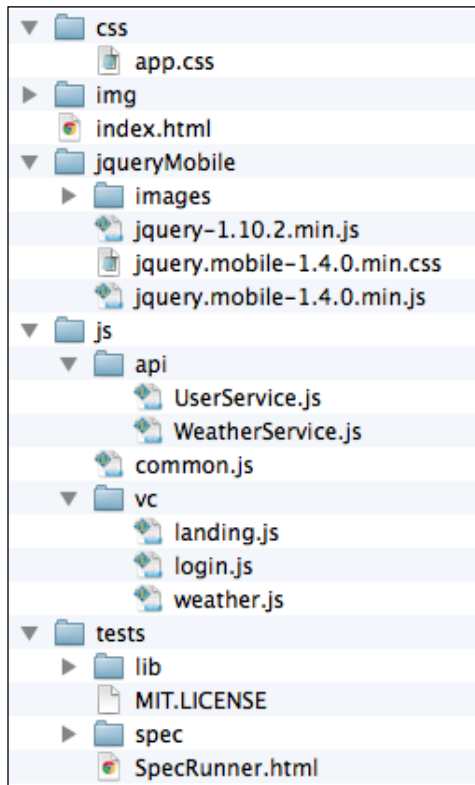 css
app.css
img
index.html
jqueryMobile
images
jquery-1.10.2.min.js
jquery.mobile-1.4.0.min.css
jquery.mobile-1.4.0.min.js
js
api
UserService.js
WeatherService.js
common.js
vc
landing.js
login.js
weather.js
tests
lib
MIT.LICENSE
spec
SpecRunner.html